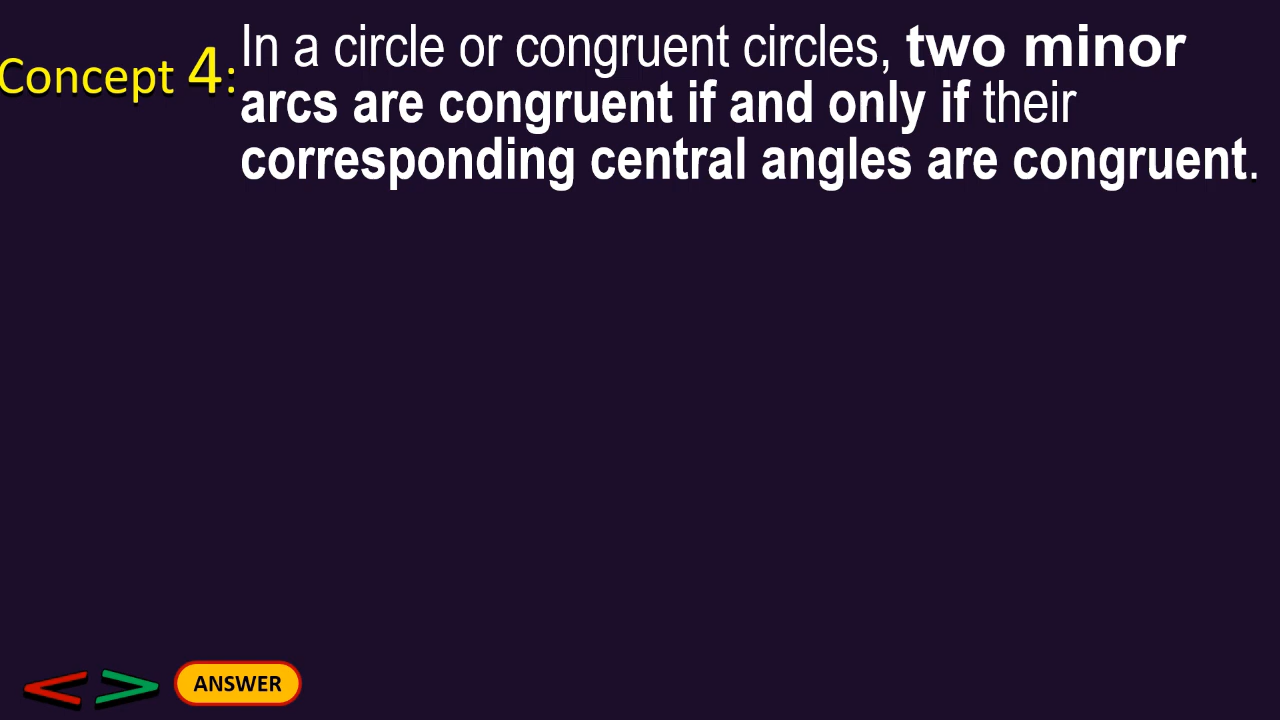 Concept 4:
In a circle or congruent circles, two minor
arcs are congruent if and only if their
corresponding central angles are congruent.
< >
ANSWER